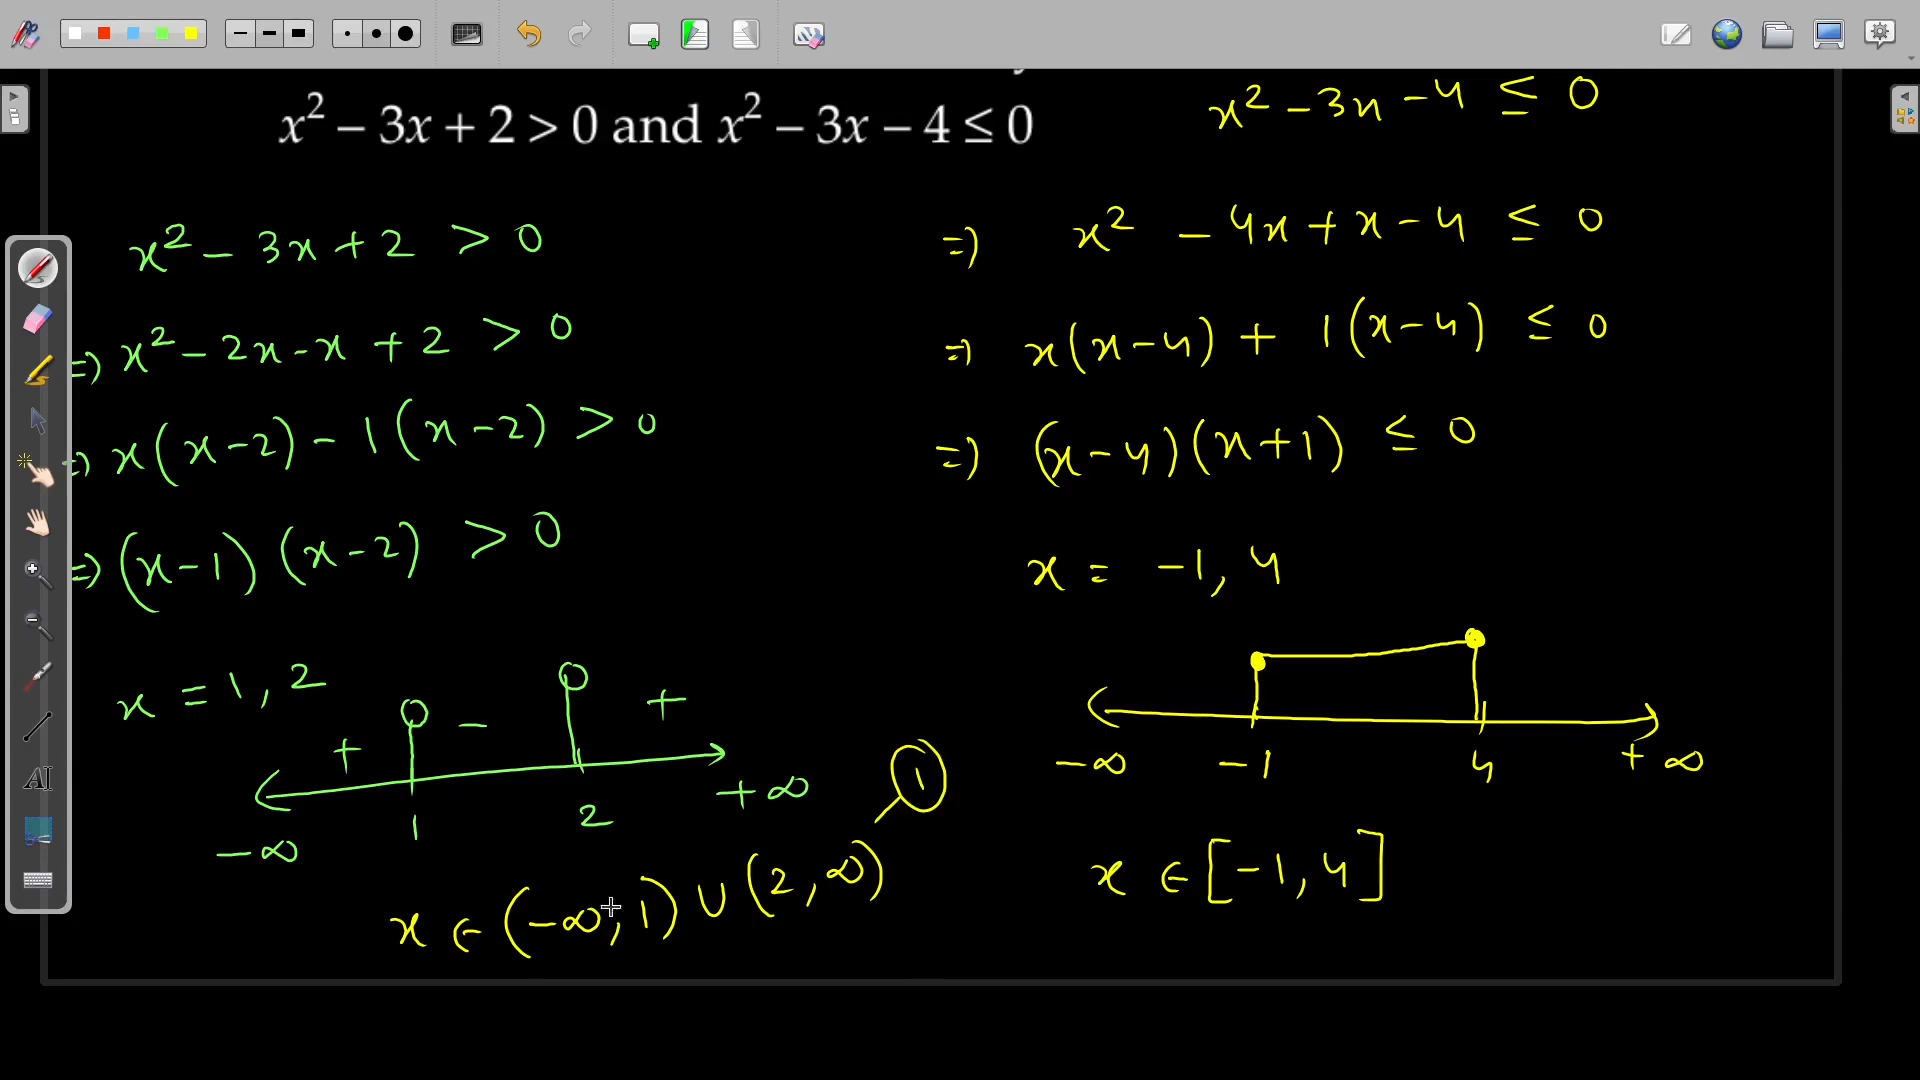 x² − 3x + 2 > 0 and x² − 3x − 4 ≤ 0
x² − 3x + 2 > 0
=) x² − 2x − x + 2 > 0
=) x(x−2) − 1(x−2) > 0
=) (x−1) (x−2) > 0
x = 1, 2
+ − +
−∞ 1 2 +∞
x ∈ (−∞, 1) ∪ (2, ∞)
1
x² − 3x − 4 ≤ 0
=) x² − 4x + x − 4 ≤ 0
=) x(x−4) + 1(x−4) ≤ 0
=) (x−4)(x+1) ≤ 0
x = −1, 4
−∞ −1 4 +∞
x ∈ [−1, 4]
AI